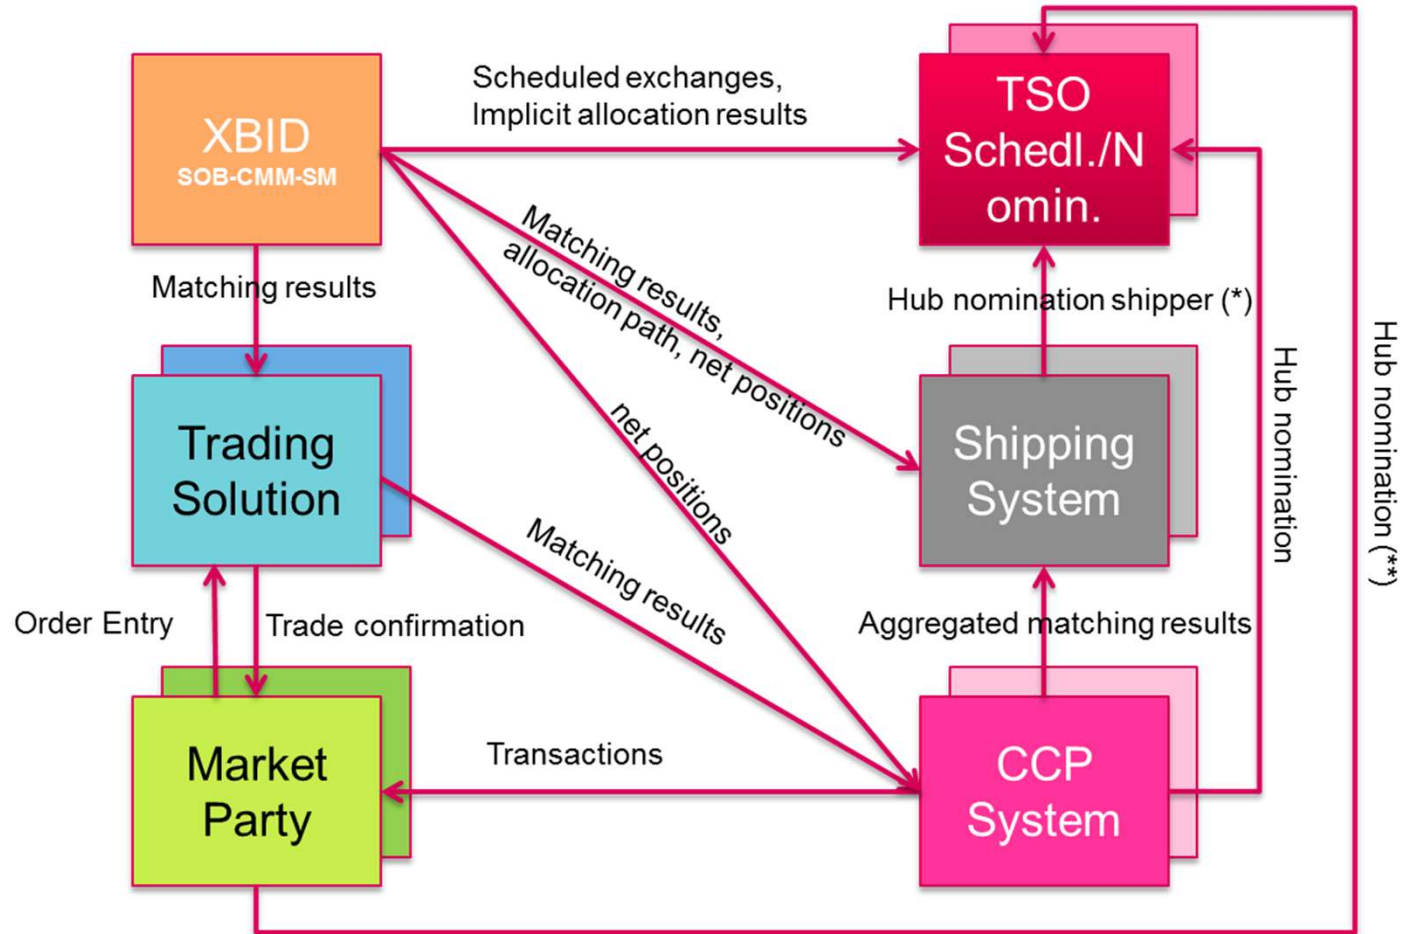 XBID
SOB-CMM-SM
Scheduled exchanges,
Implicit allocation results
TSO
Schedl./N
omin.
Matching results
Matching results,
allocation path, net positions
Hub nomination shipper (*)
Hub nomination
Hub nomination (**)
Trading
Solution
net positions
Shipping
System
Matching results
Order Entry
Trade confirmation
Aggregated matching results
Market
Party
Transactions
CCP
System